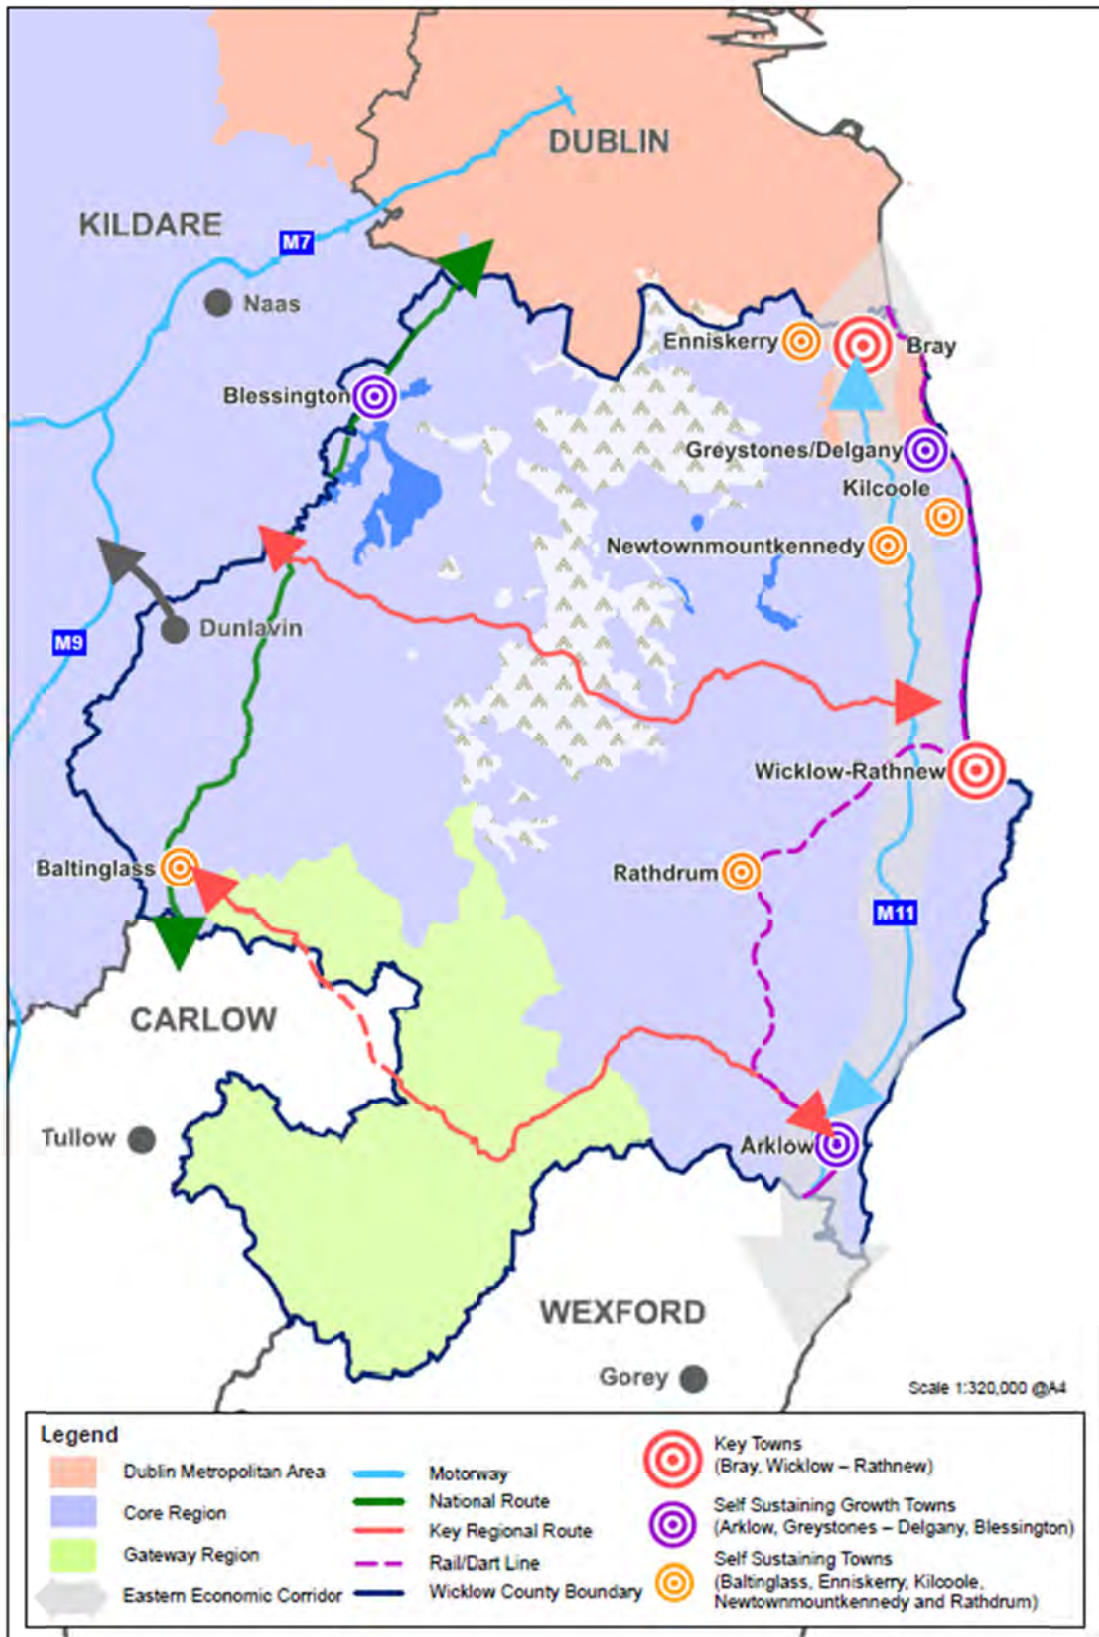 DUBLIN
KILDARE
M7
Naas
Enniskerry
Bray
Blessington
Greystones/Delgany
Kilcoole
Newtownmountkennedy
Dunlavin
M9
Wicklow-Rathnew
Baltinglass
Rathdrum
M11
CARLOW
Tullow
Arklow
WEXFORD
Gorey
Scale 1:320,000 @A4
Legend
Dublin Metropolitan Area
Core Region
Gateway Region
Eastern Economic Corridor
Motorway
National Route
Key Regional Route
Rail/Dart Line
Wicklow County Boundary
Key Towns
(Bray, Wicklow – Rathnew)
Self Sustaining Growth Towns
(Arklow, Greystones – Delgany, Blessington)
Self Sustaining Towns
(Baltinglass, Enniskerry, Kilcoole,
Newtownmountkennedy and Rathdrum)